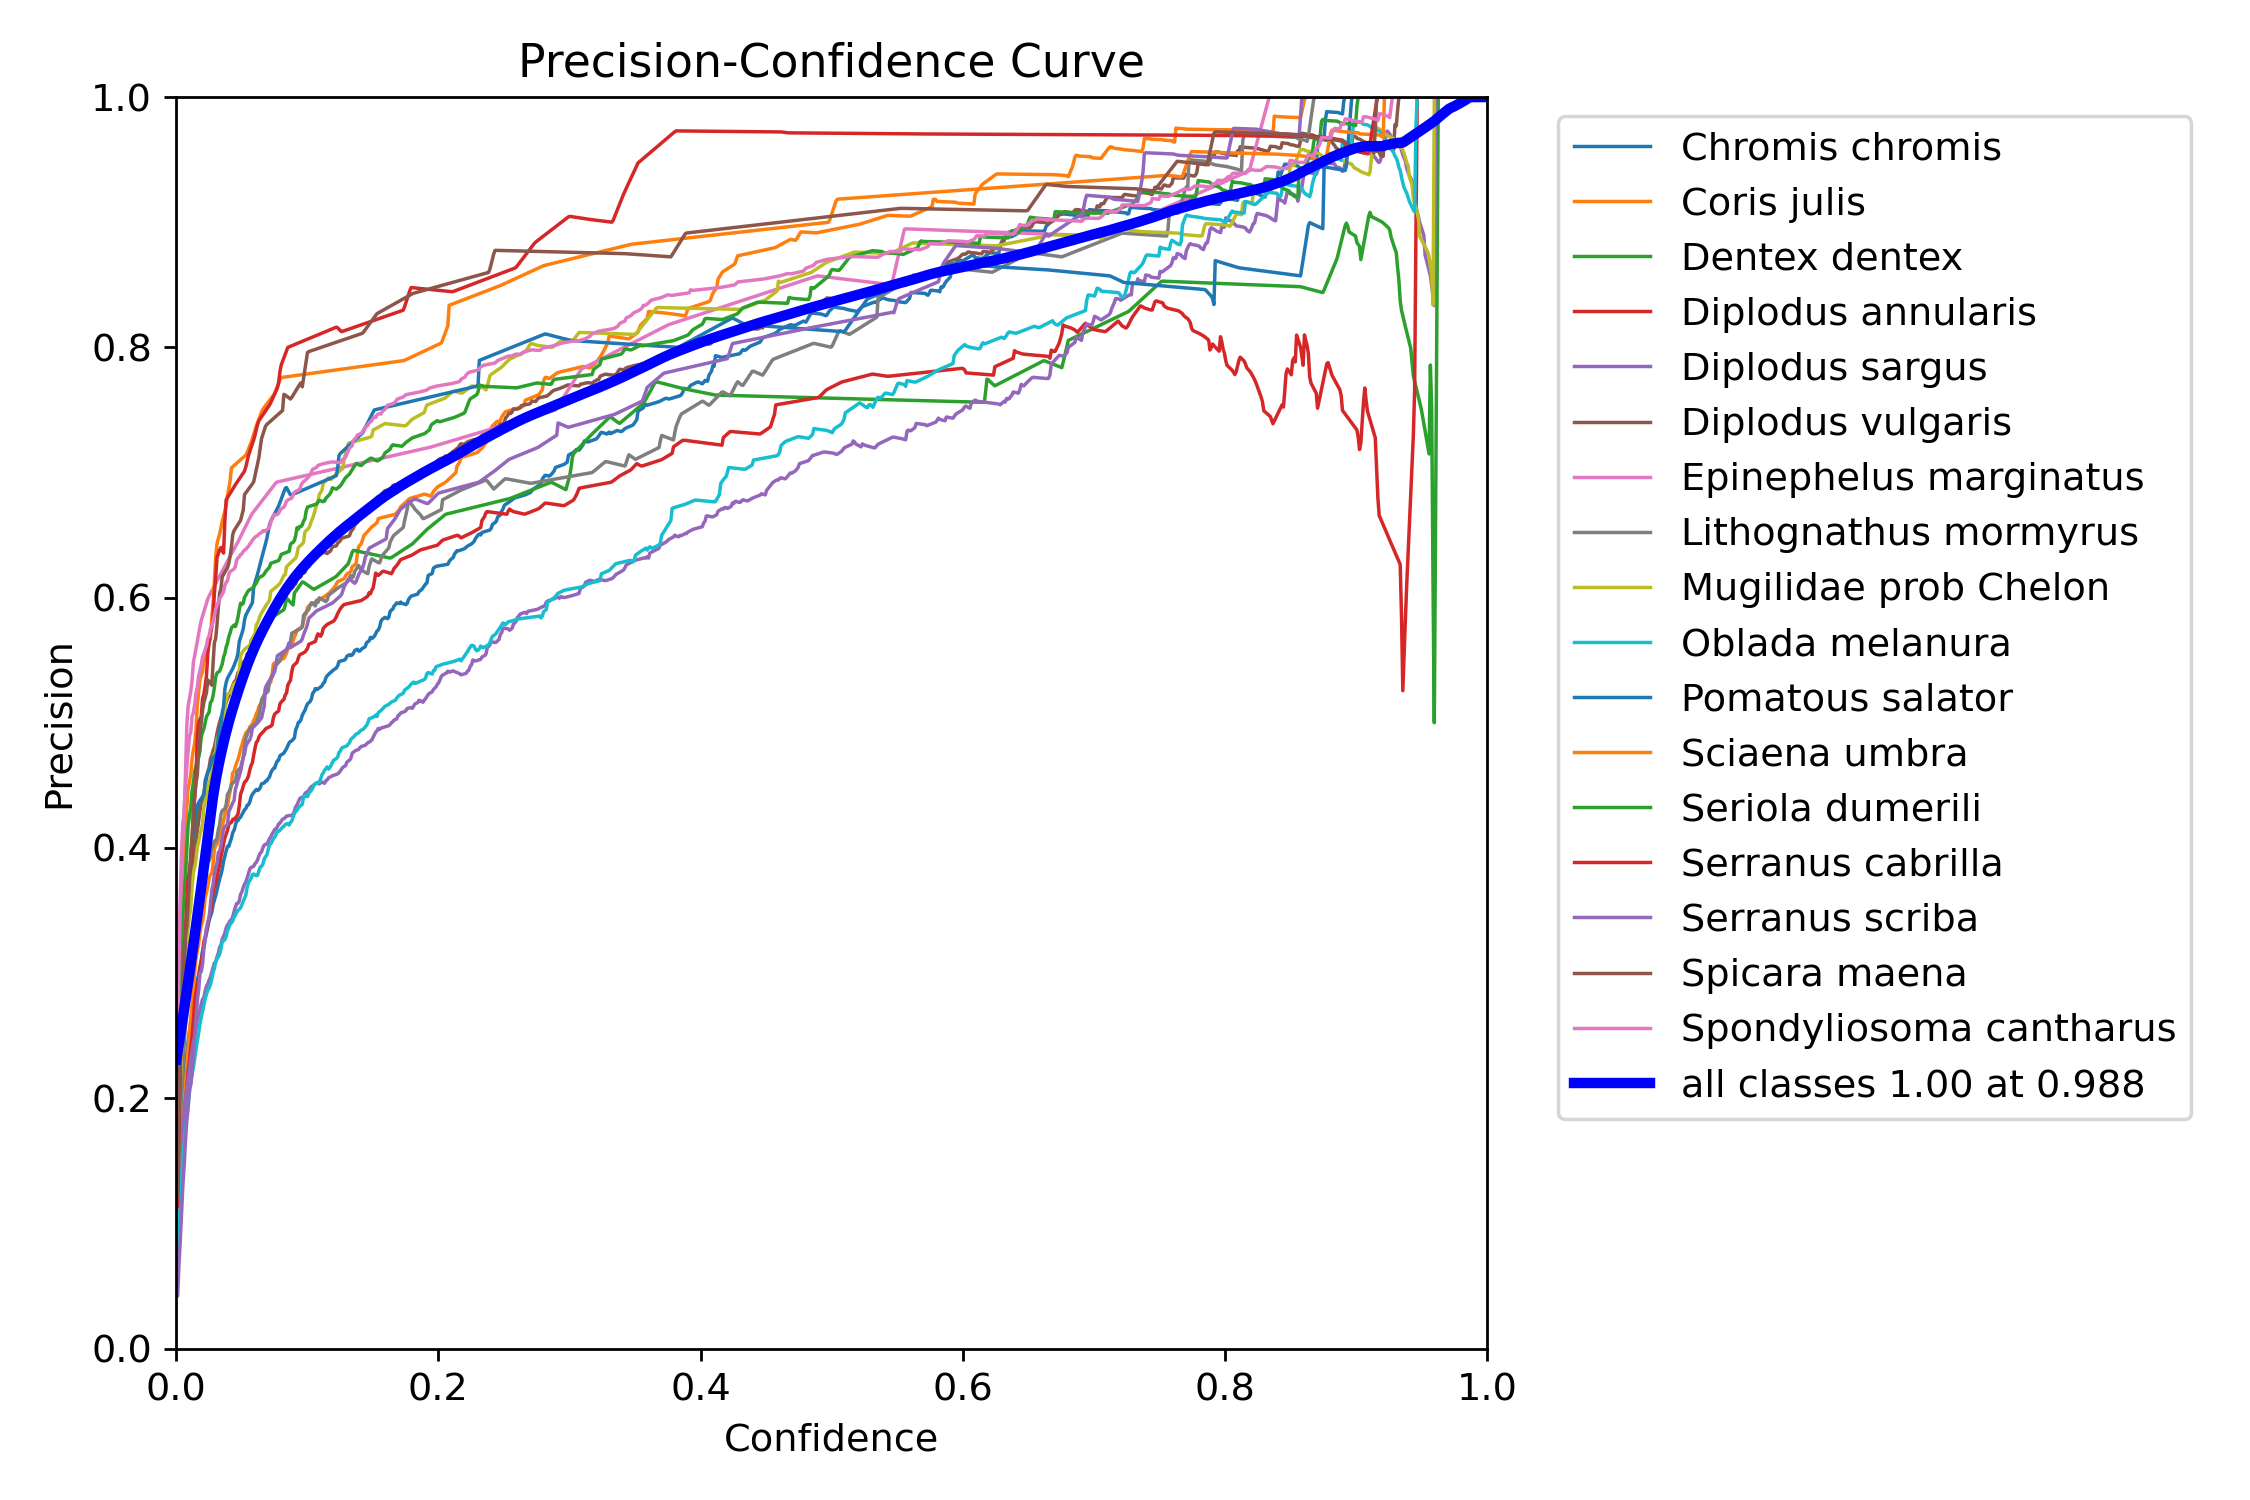 Precision-Confidence Curve
1.0
0.8
0.6
0.4
0.2
0.0
Precision
0.0 0.2 0.4 0.6 0.8 1.0
Confidence
Chromis chromis
Coris julis
Dentex dentex
Diplodus annularis
Diplodus sargus
Diplodus vulgaris
Epinephelus marginatus
Lithognathus mormyrus
Mugilidae prob Chelon
Oblada melanura
Pomatous salator
Sciaena umbra
Seriola dumerili
Serranus cabrilla
Serranus scriba
Spicara maena
Spondyliosoma cantharus
all classes 1.00 at 0.988